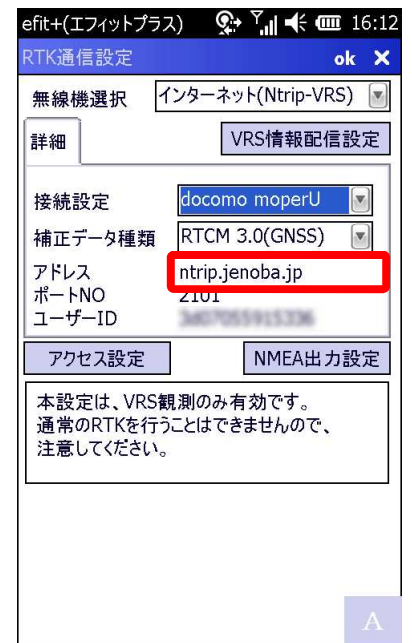 efit+(エフィットプラス) 16:12
RTK通信設定 ok ×
無線機選択 インターネット(Ntrip-VRS)
詳細 VRS情報配信設定
接続設定 docomo moperU
補正データ種類 RTCM 3.0(GNSS)
アドレス ntrip.jenoba.jp
ポートNO 2101
ユーザーID
アクセス設定 NMEA出力設定
本設定は、VRS観測のみ有効です。
通常のRTKを行うことはできませんので、
注意してください。
A